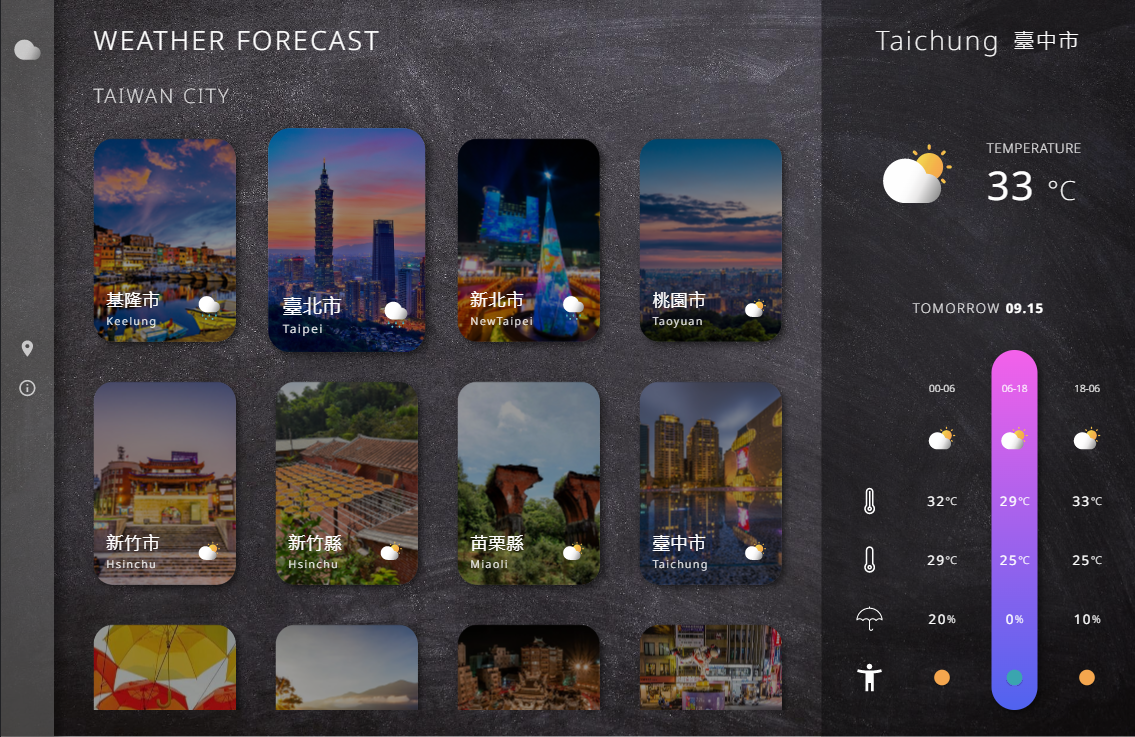 WEATHER FORECAST
TAIWAN CITY
基隆市
Keelung
臺北市
Taipei
新北市
NewTaipei
桃園市
Taoyuan
新竹市
Hsinchu
新竹縣
Hsinchu
苗栗縣
Miaoli
臺中市
Taichung
Taichung 臺中市
TEMPERATURE
33 °C
TOMORROW 09.15
00-06 06-18 18-06
32°C 29°C 33°C
29°C 25°C 25°C
20% 0% 10%